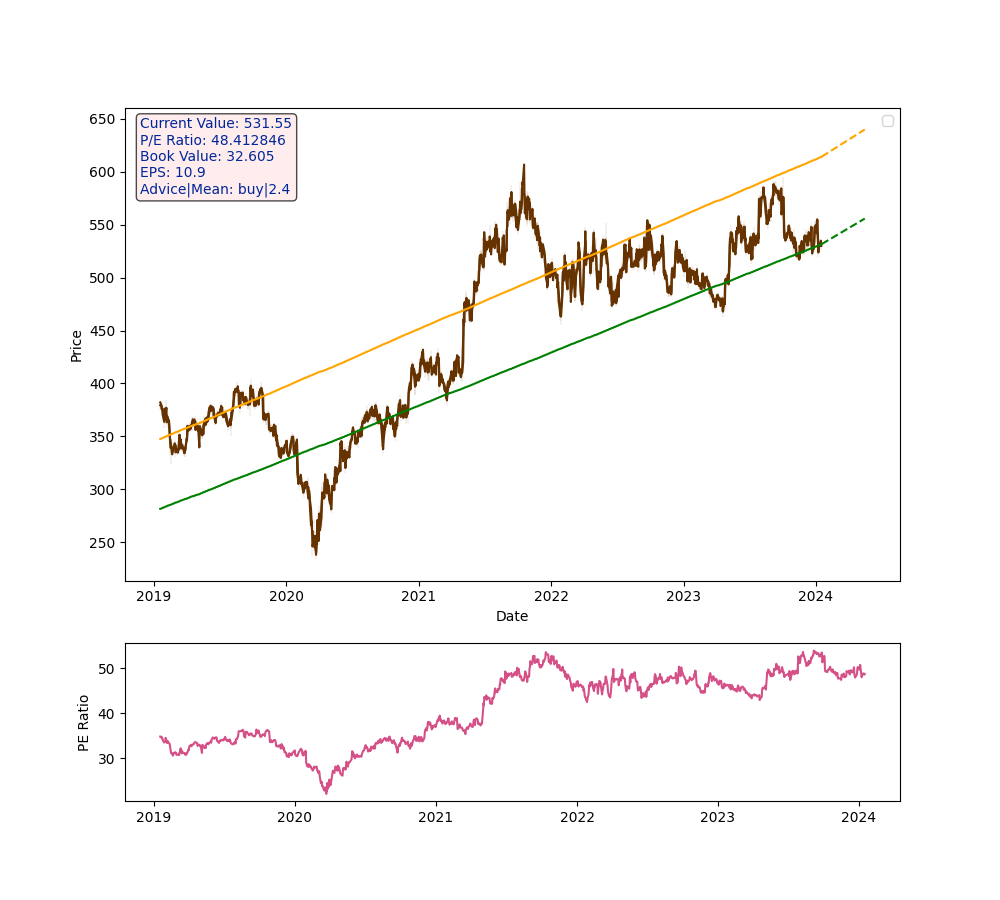 Current Value: 531.55
P/E Ratio: 48.412846
Book Value: 32.605
EPS: 10.9
Advice|Mean: buy|2.4
650
600
550
500
450
400
350
300
250
Price
2019 2020 2021 2022 2023 2024
Date
50
40
30
PE Ratio
2019 2020 2021 2022 2023 2024